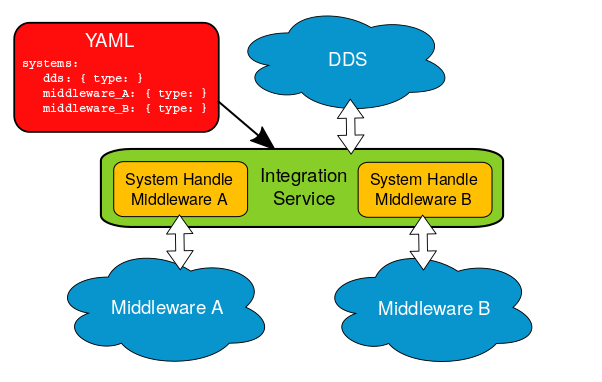 YAML
systems:
dds: { type: }
middleware_A: { type: }
middleware_B: { type: }
DDS
System Handle
Middleware A
Integration
Service
System Handle
Middleware B
Middleware A
Middleware B